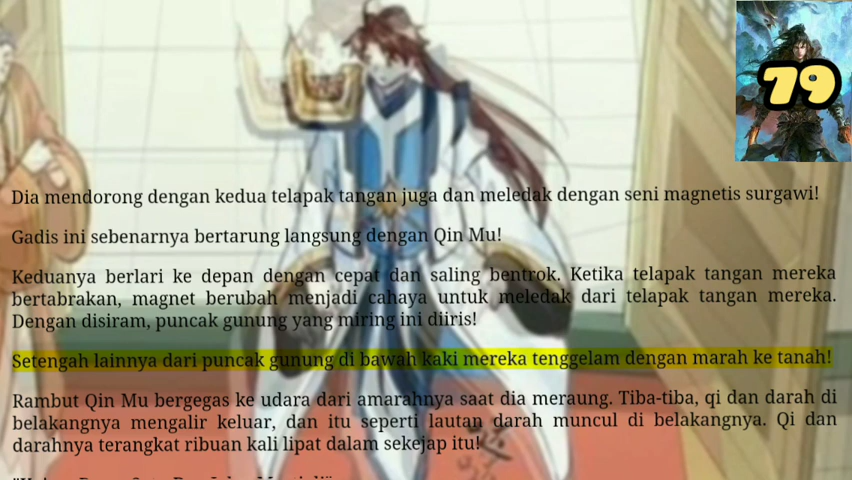 79
Dia mendorong dengan kedua telapak tangan juga dan meledak dengan seni magnetis surgawi!
Gadis ini sebenarnya bertarung langsung dengan Qin Mu!
Keduanya berlari ke depan dengan cepat dan saling bentrok. Ketika telapak tangan mereka
bertabrakan, magnet berubah menjadi cahaya untuk meledak dari telapak tangan mereka.
Dengan disiram, puncak gunung yang miring ini diiris!
Setengah lainnya dari puncak gunung di bawah kaki mereka tenggelam dengan marah ke tanah!
Rambut Qin Mu bergegas ke udara dari amarahnya saat dia meraung. Tiba-tiba, qi dan darah di
belakangnya mengalir keluar, dan itu seperti lautan darah muncul di belakangnya. Qi dan
darahnya terangkat ribuan kali lipat dalam sekejap itu!